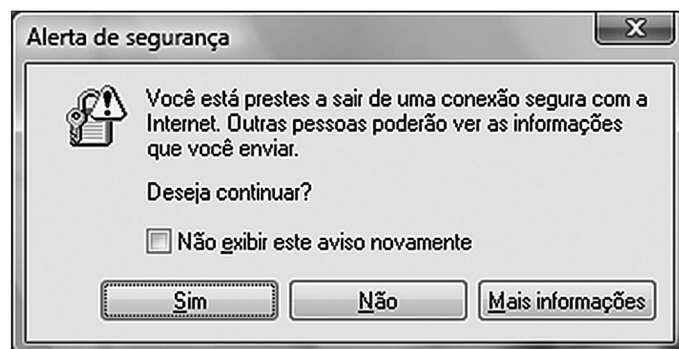 Alerta de segurança
Você está prestes a sair de uma conexão segura com a
Internet. Outras pessoas poderão ver as informações
que você enviar.
Deseja continuar?
Não exibir este aviso novamente
Sim Não Mais informações